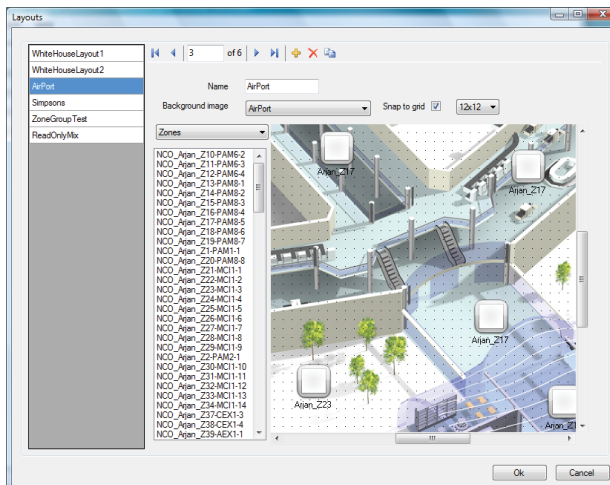 Layouts
WhiteHouseLayout1
WhiteHouseLayout2
AirPort
Simpsons
ZoneGroupTest
ReadOnlyMix
3 of 6
Name AirPort
Background image AirPort Snap to grid 12x12
Zones
NCO_Arjan_Z10-PAM6-2
NCO_Arjan_Z11-PAM6-3
NCO_Arjan_Z12-PAM6-4
NCO_Arjan_Z13-PAM8-1
NCO_Arjan_Z14-PAM8-2
NCO_Arjan_Z15-PAM8-3
NCO_Arjan_Z16-PAM8-4
NCO_Arjan_Z17-PAM8-5
NCO_Arjan_Z18-PAM8-6
NCO_Arjan_Z19-PAM8-7
NCO_Arjan_Z1-PAM1-1
NCO_Arjan_Z20-PAM8-8
NCO_Arjan_Z21-MCI1-1
NCO_Arjan_Z22-MCI1-2
NCO_Arjan_Z23-MCI1-3
NCO_Arjan_Z24-MCI1-4
NCO_Arjan_Z25-MCI1-5
NCO_Arjan_Z26-MCI1-6
NCO_Arjan_Z27-MCI1-7
NCO_Arjan_Z28-MCI1-8
NCO_Arjan_Z29-MCI1-9
NCO_Arjan_Z2-PAM2-1
NCO_Arjan_Z30-MCI1-10
NCO_Arjan_Z31-MCI1-11
NCO_Arjan_Z32-MCI1-12
NCO_Arjan_Z33-MCI1-13
NCO_Arjan_Z34-MCI1-14
NCO_Arjan_Z37-CEX1-3
NCO_Arjan_Z38-CEX1-4
NCO_Arjan_Z39-AEX1-1
Arjan_Z17
Arjan_Z17
Arjan_Z17
Arjan_Z23
Arjan_Z1
Ok Cancel